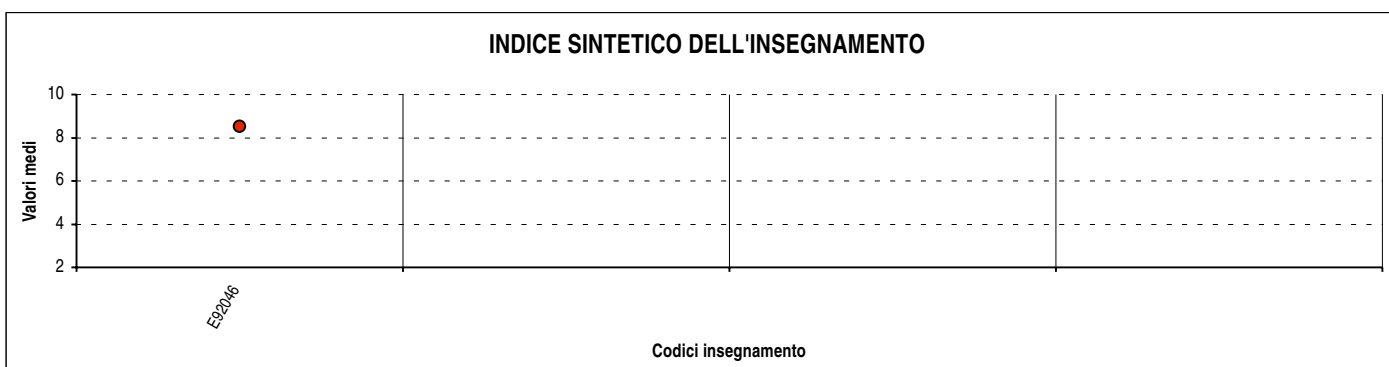 INDICE SINTETICO DELL'INSEGNAMENTO
10
8
6
4
2
Valori medi
E92046
Codici insegnamento